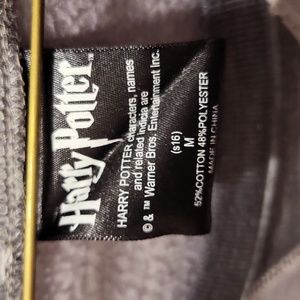 Harry Potter
HARRY POTTER characters, names
and related indicia are
© & ™ Warner Bros. Entertainment Inc.
(s16)
M
52%COTTON 48%POLYESTER
MADE IN CHINA